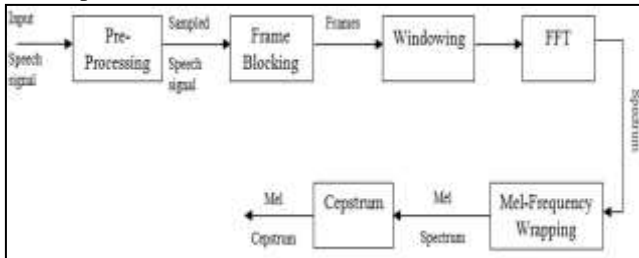 Input
Speech
signal
Pre-
Processing
Sampled
Speech
signal
Frame
Blocking
Frames
Windowing
FFT
Spectrum
Mel-Frequency
Wrapping
Mel
Spectrum
Cepstrum
Mel
Cepstrum